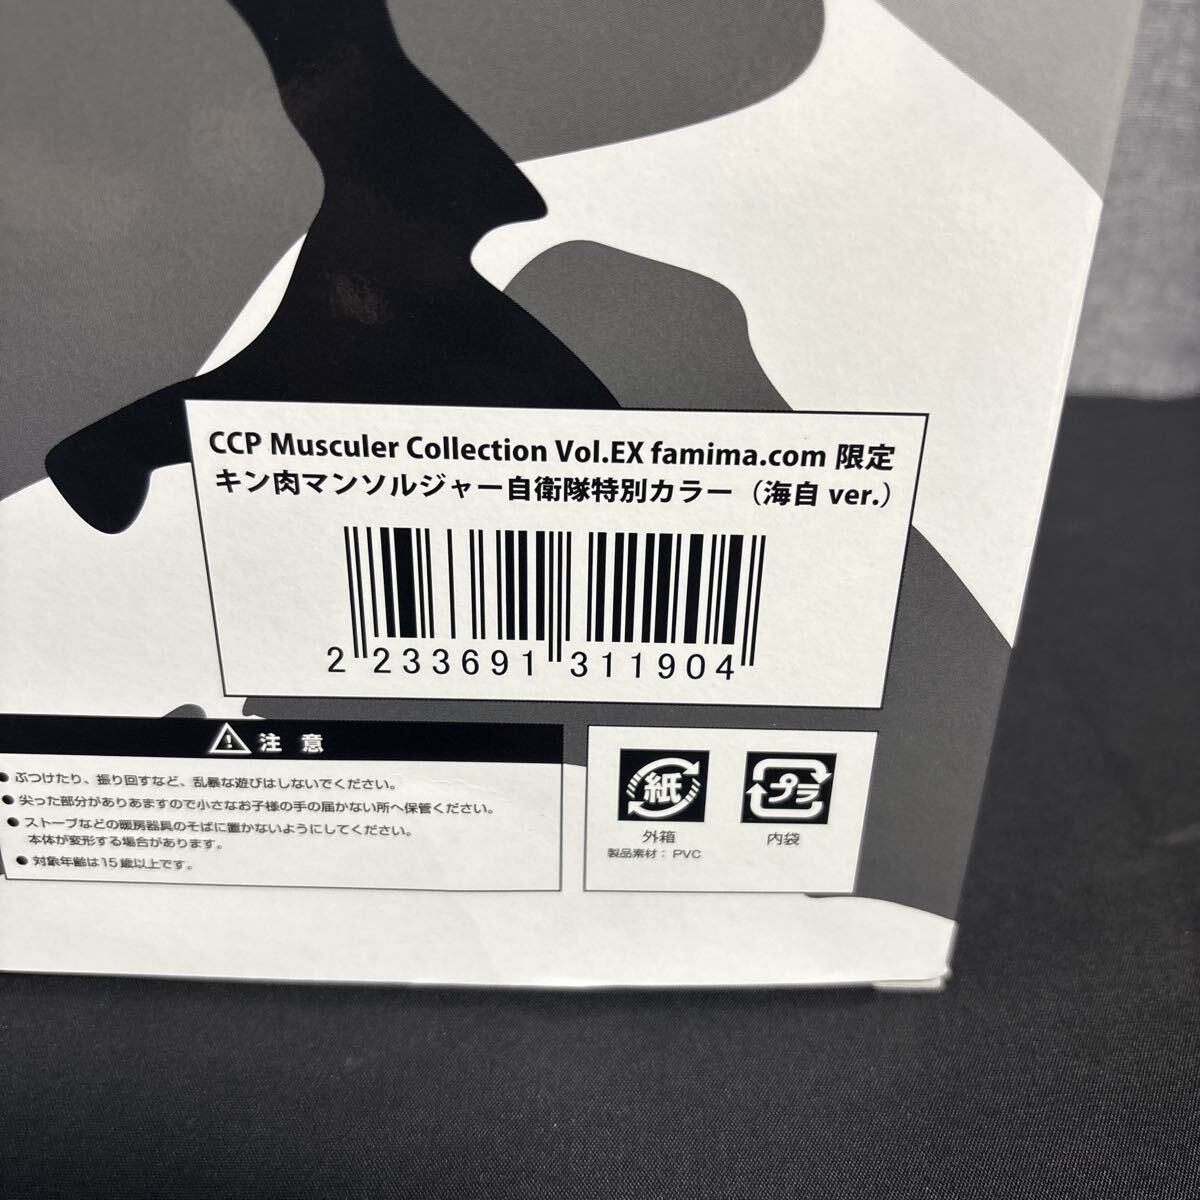 CCP Musculer Collection Vol.EX famima.com 限定
キン肉マンソルジャー自衛隊特別カラー（海自 ver.）
2 233691 311904
注 意
● ぶつけたり、振り回すなど、乱暴な遊びはしないでください。
● 尖った部分がありあますので小さなお子様の手の届かない所へ保管ください。
● ストーブなどの暖房器具のそばに置かないようにしてください。
本体が変形する場合があります。
● 対象年齢は15歳以上です。
紙
外箱
製品素材：PVC
プラ
内袋